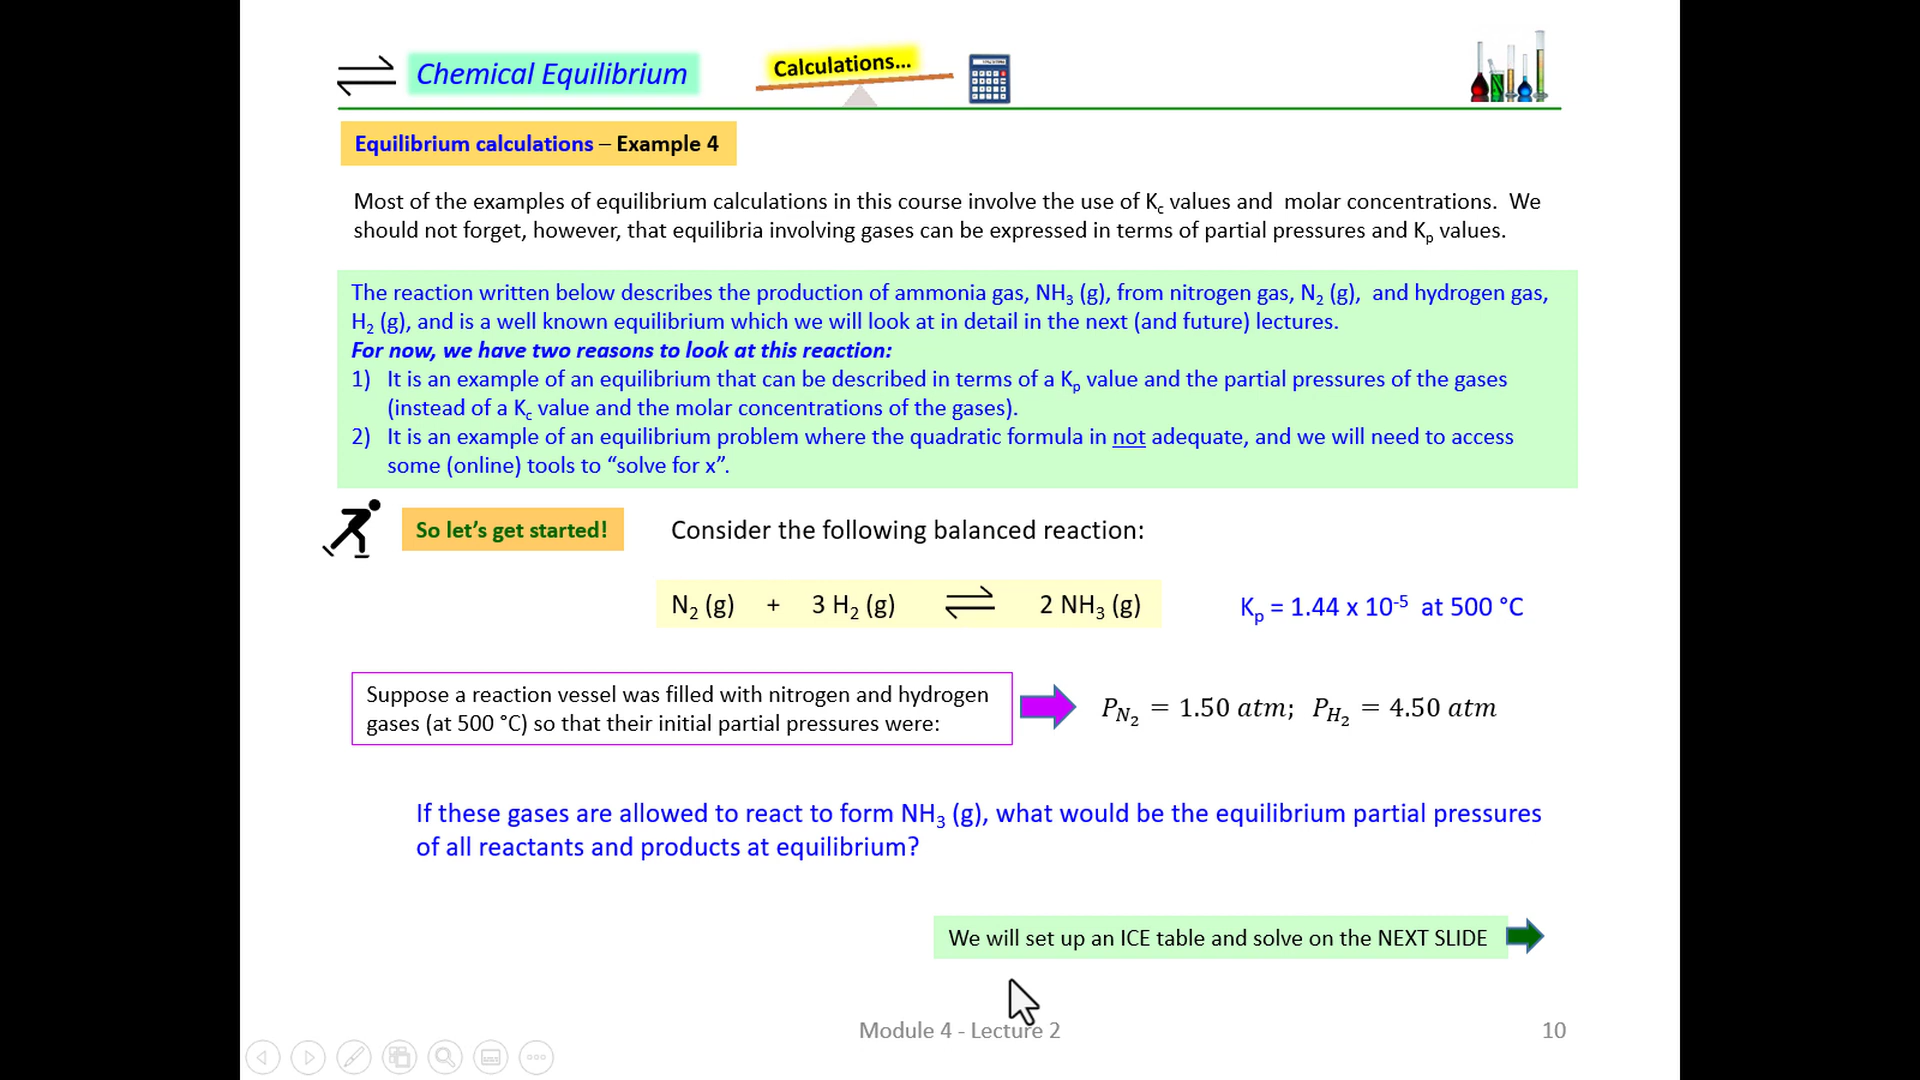 Chemical Equilibrium
Calculations...
Equilibrium calculations – Example 4
Most of the examples of equilibrium calculations in this course involve the use of Kc values and molar concentrations. We
should not forget, however, that equilibria involving gases can be expressed in terms of partial pressures and Kp values.
The reaction written below describes the production of ammonia gas, NH₃ (g), from nitrogen gas, N₂ (g), and hydrogen gas,
H₂ (g), and is a well known equilibrium which we will look at in detail in the next (and future) lectures.
For now, we have two reasons to look at this reaction:
1) It is an example of an equilibrium that can be described in terms of a Kp value and the partial pressures of the gases
(instead of a Kc value and the molar concentrations of the gases).
2) It is an example of an equilibrium problem where the quadratic formula in not adequate, and we will need to access
some (online) tools to “solve for x”.
So let’s get started!
Consider the following balanced reaction:
N₂ (g) + 3 H₂ (g) ⇌ 2 NH₃ (g)
Kp = 1.44 x 10⁻⁵ at 500 °C
Suppose a reaction vessel was filled with nitrogen and hydrogen
gases (at 500 °C) so that their initial partial pressures were:
P_N₂ = 1.50 atm; P_H₂ = 4.50 atm
If these gases are allowed to react to form NH₃ (g), what would be the equilibrium partial pressures
of all reactants and products at equilibrium?
We will set up an ICE table and solve on the NEXT SLIDE
Module 4 - Lecture 2
10